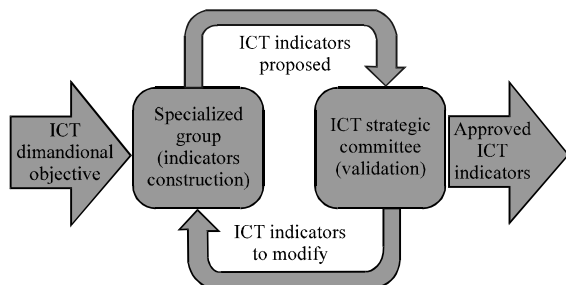 ICT indicators
proposed
ICT
dimandional
objective
Specialized
group
(indicators
construction)
ICT strategic
committee
(validation)
Approved
ICT
indicators
ICT indicators
to modify